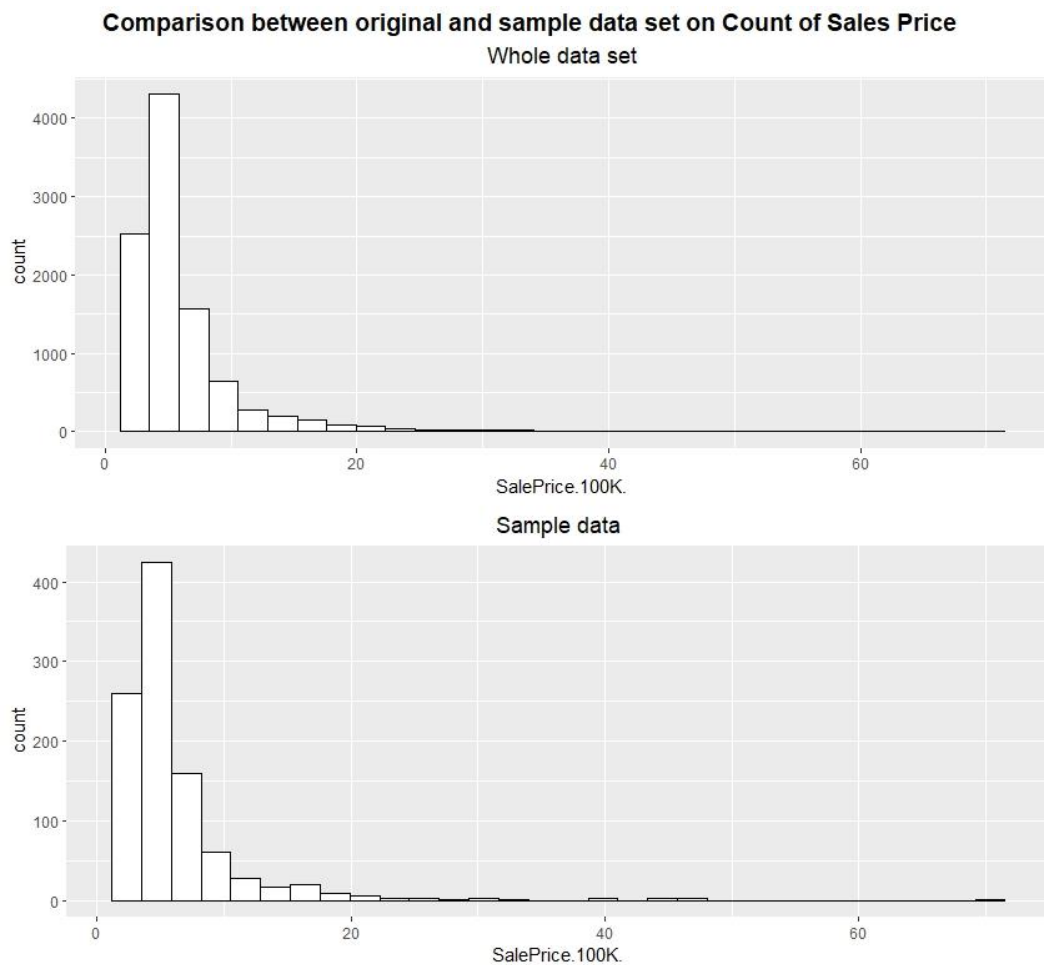 Comparison between original and sample data set on Count of Sales Price
Whole data set
4000
3000
2000
1000
0
count
0 20 40 60
SalePrice.100K.
Sample data
400
300
200
100
0
count
0 20 40 60
SalePrice.100K.